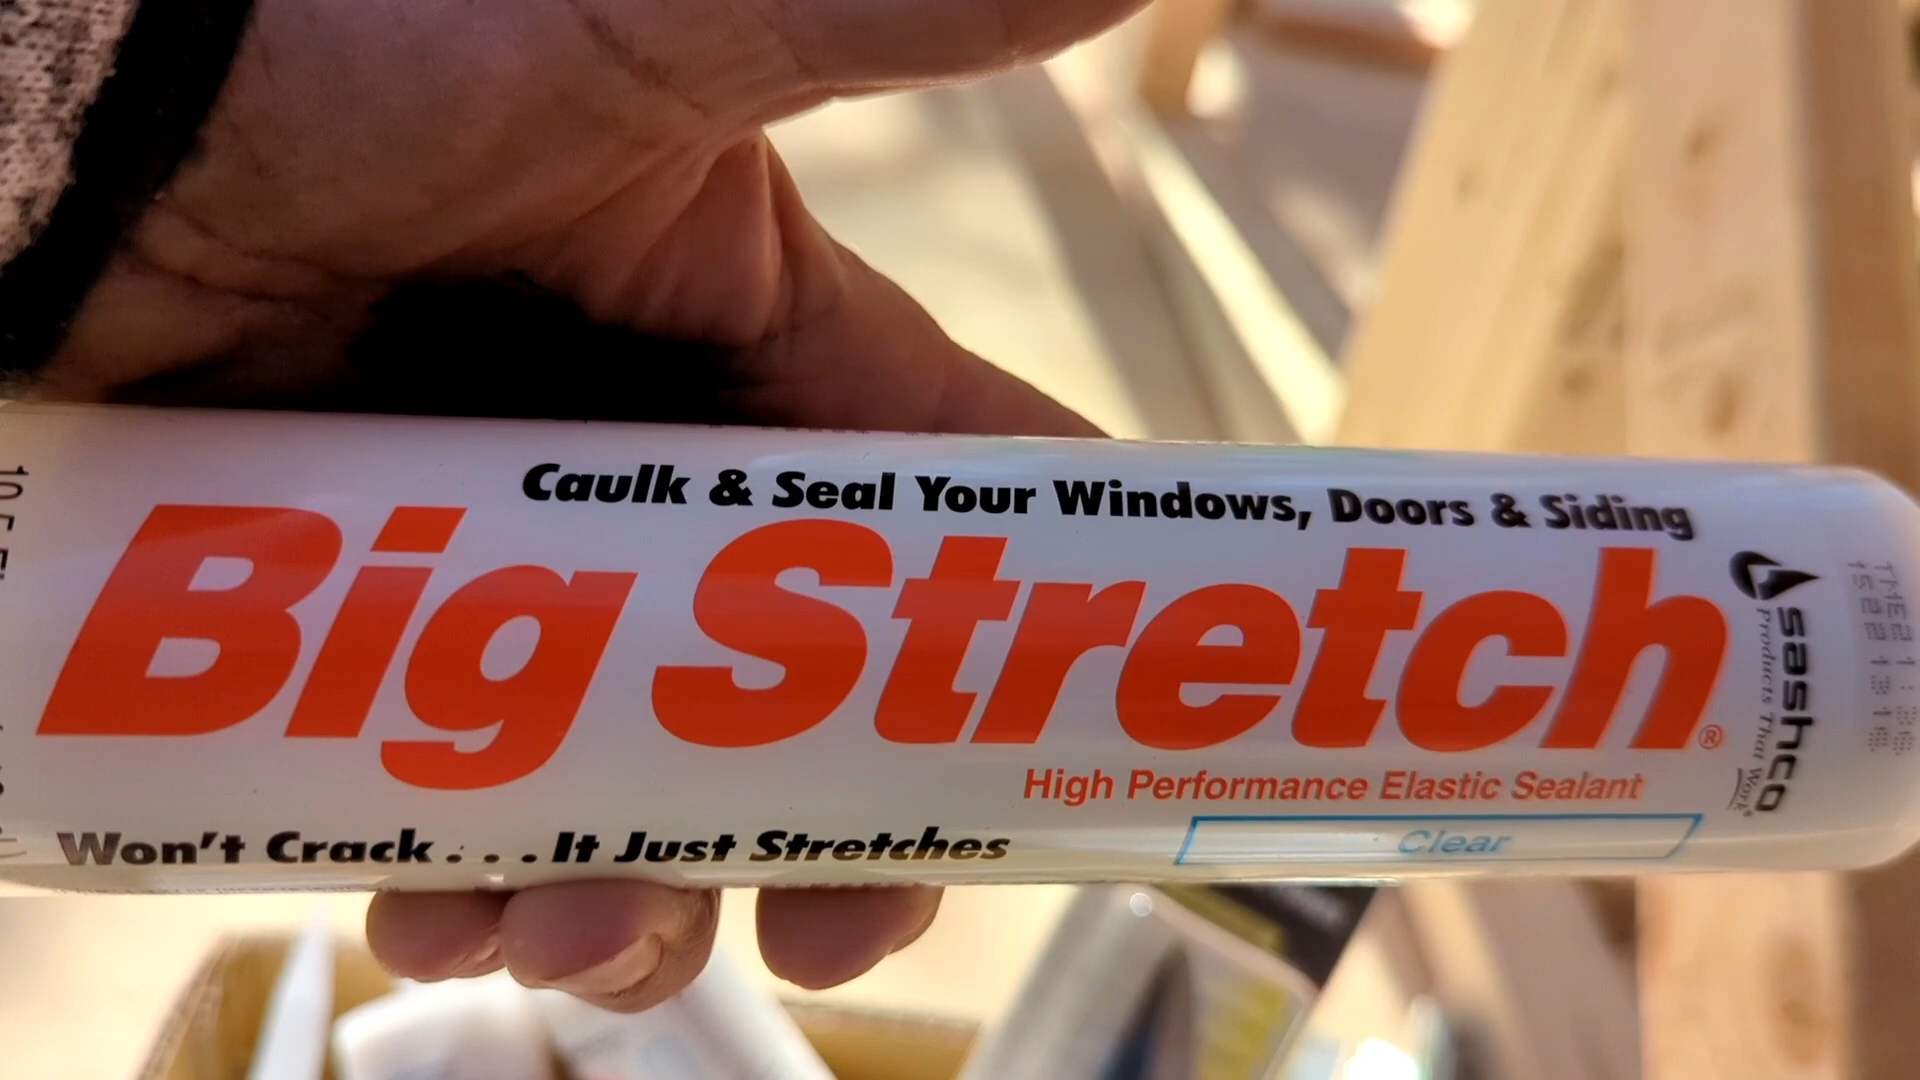 Caulk & Seal Your Windows, Doors & Siding
Big Stretch®
High Performance Elastic Sealant
Won't Crack... It Just Stretches
Clear
sashco
Products That Work